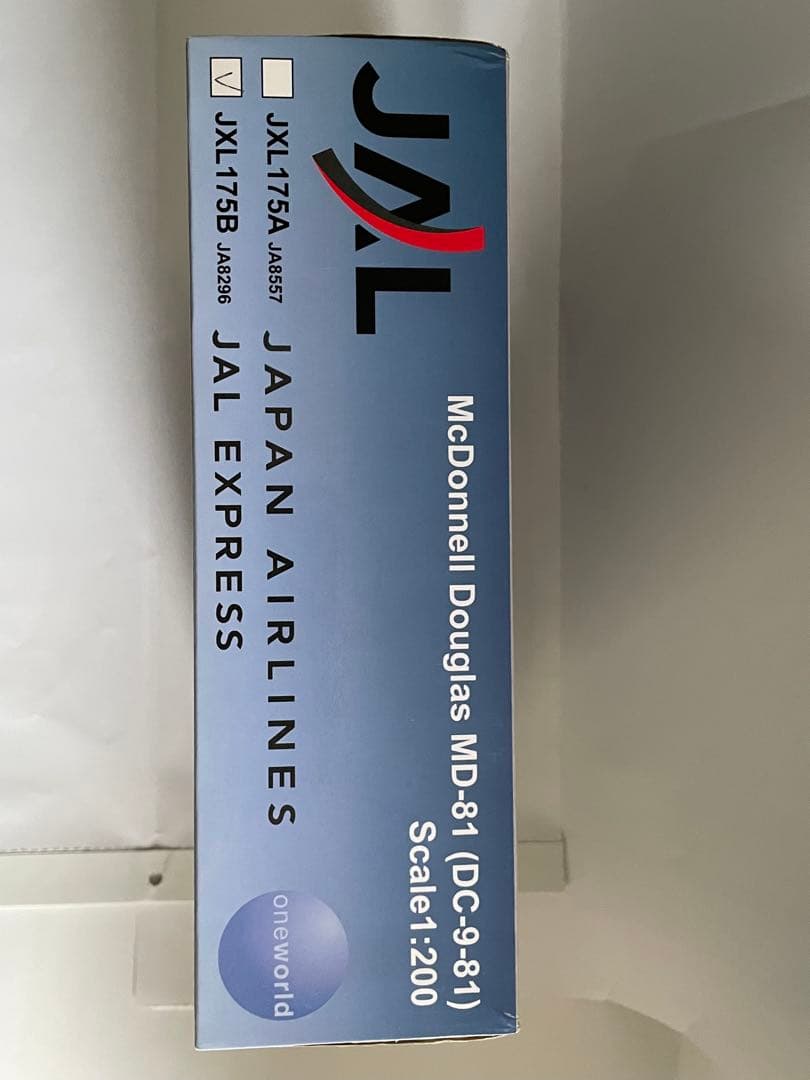 JAL
McDonnell Douglas MD-81 (DC-9-81)
Scale1:200
JXL175A JA8557 JAPAN AIRLINES
JXL175B JA8296 JAL EXPRESS
oneworld